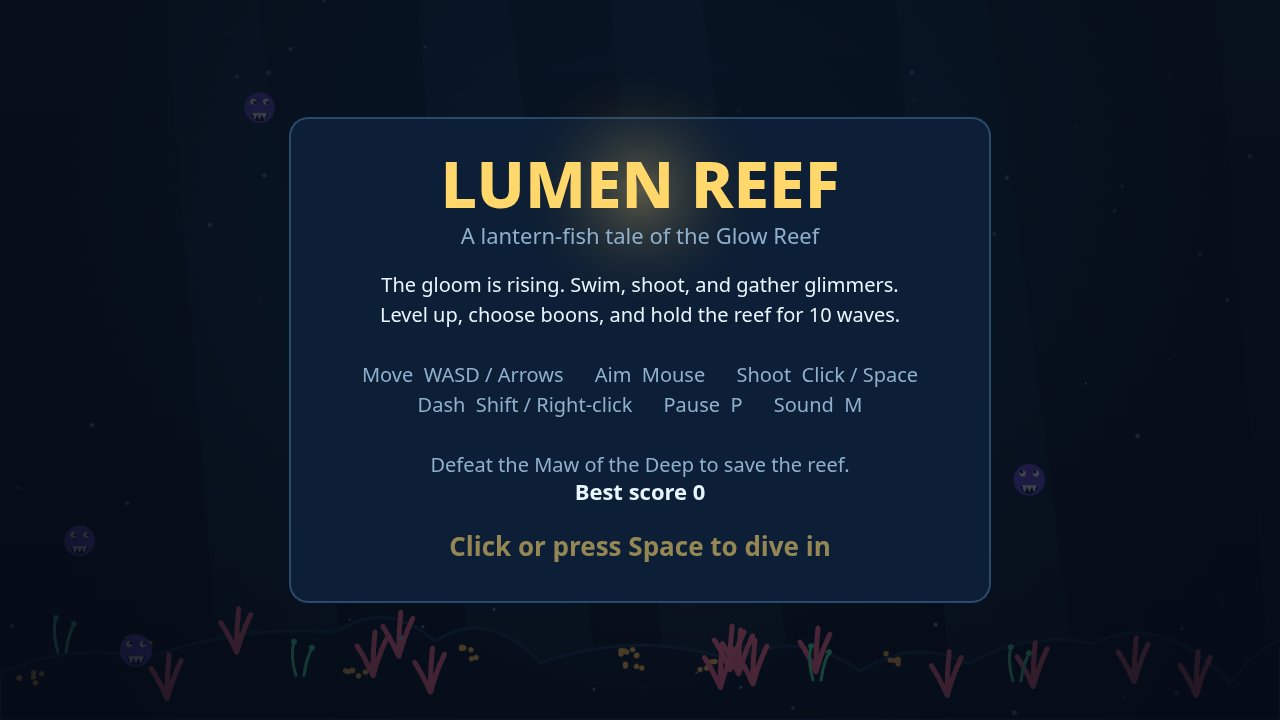 LUMEN REEF
A lantern-fish tale of the Glow Reef
The gloom is rising. Swim, shoot, and gather glimmers.
Level up, choose boons, and hold the reef for 10 waves.
Move WASD / Arrows Aim Mouse Shoot Click / Space
Dash Shift / Right-click Pause P Sound M
Defeat the Maw of the Deep to save the reef.
Best score 0
Click or press Space to dive in